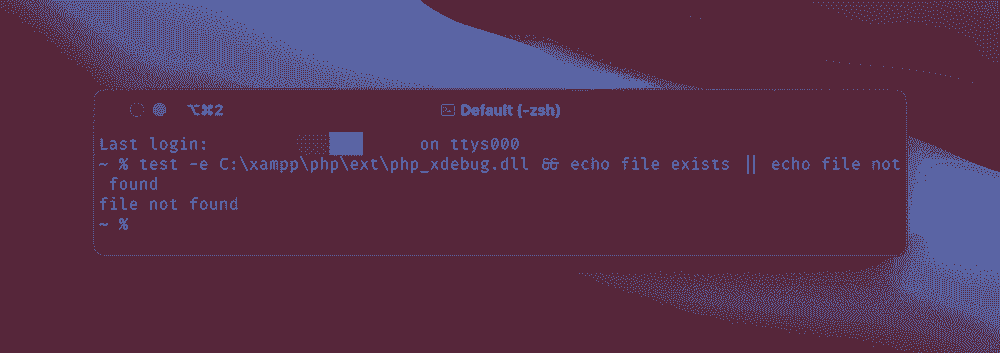 ⌥⌘2 Default (-zsh)
Last login: on ttys000
~ % test -e C:\xampp\php\ext\php_xdebug.dll && echo file exists || echo file not
found
file not found
~ %